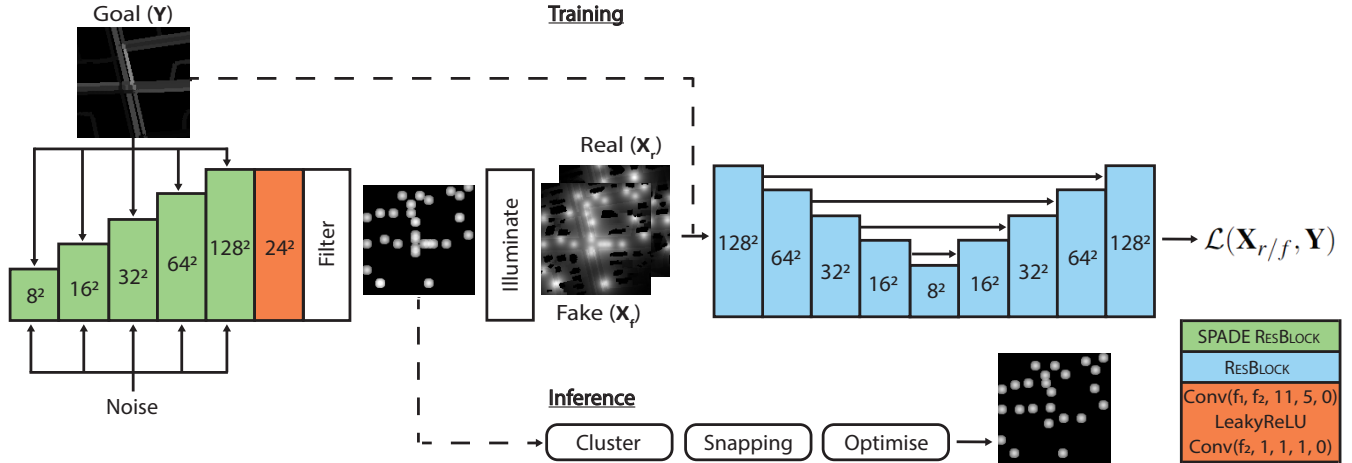 Goal (Y)
Training
8²
16²
32²
64²
128²
24²
Filter
Noise
Illuminate
Real (Xᵣ)
Fake (X_f)
128²
64²
32²
16²
8²
16²
32²
64²
128²
ℒ(X_{r/f}, Y)
Inference
Cluster
Snapping
Optimise
SPADE RESBLOCK
RESBLOCK
Conv(f₁, f₂, 11, 5, 0)
LeakyReLU
Conv(f₂, 1, 1, 1, 0)